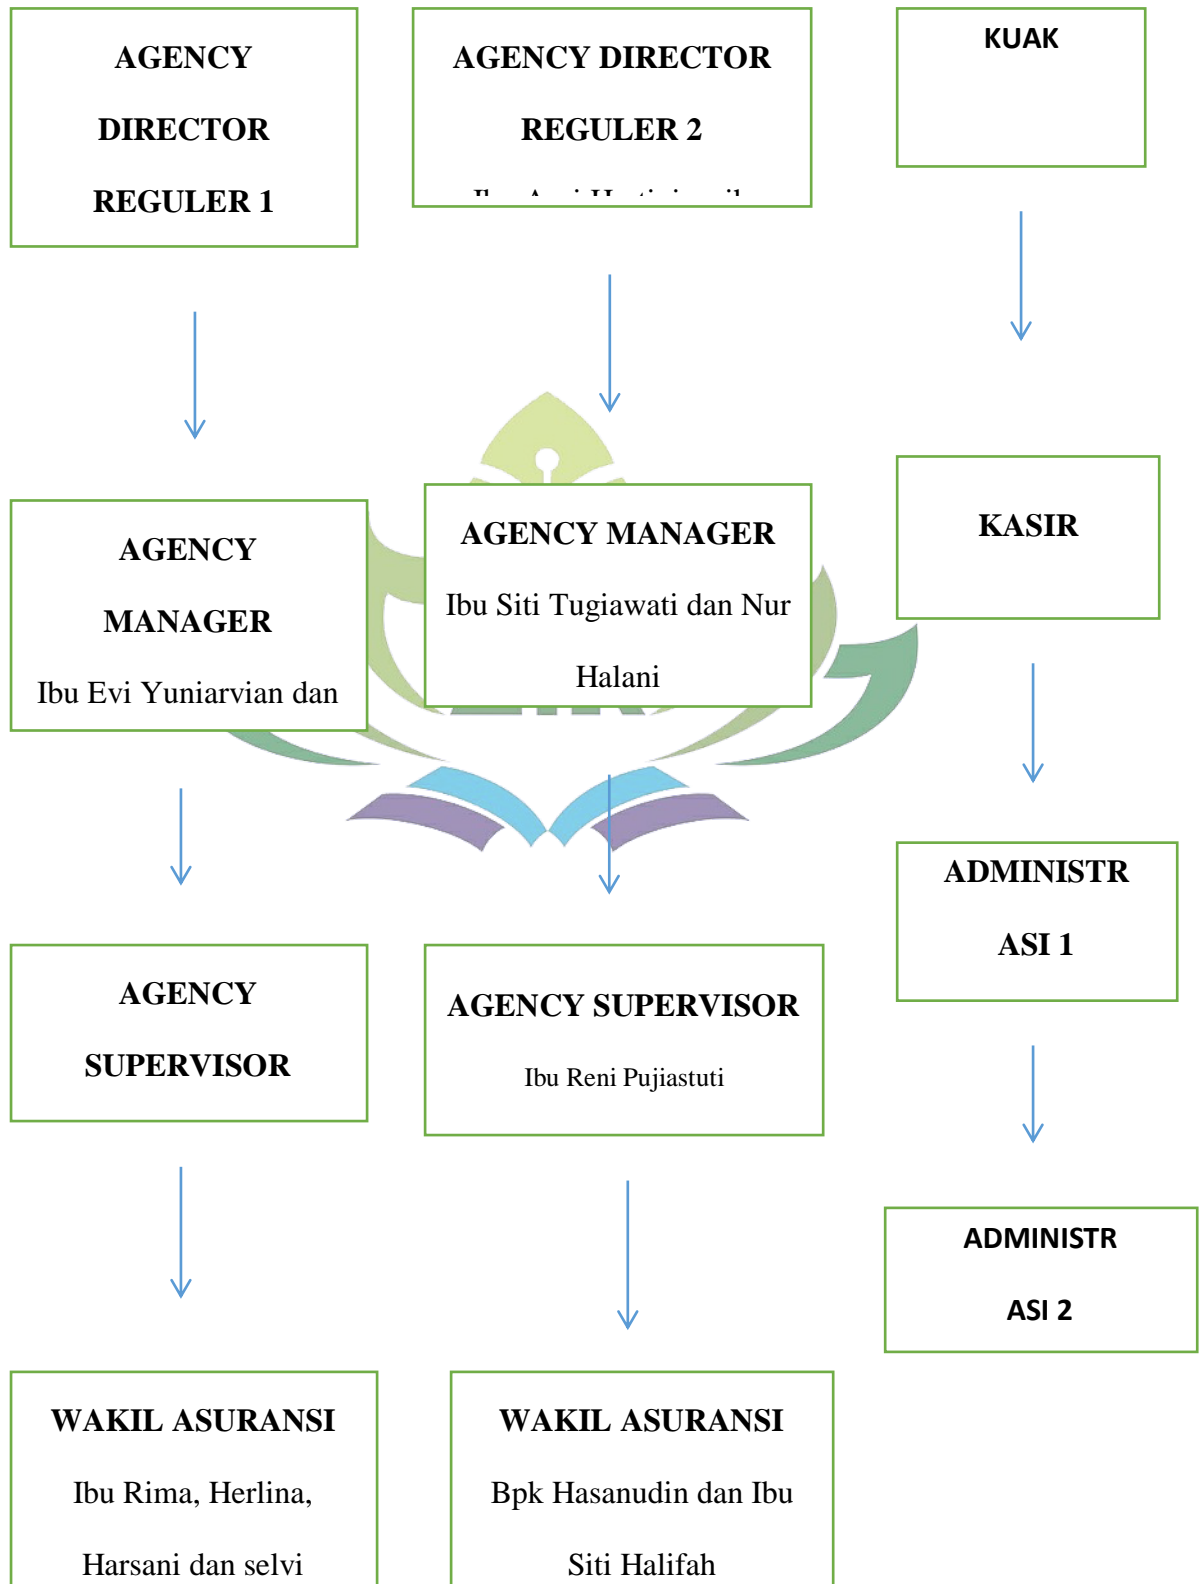 AGENCY
DIRECTOR
REGULER 1
AGENCY DIRECTOR
REGULER 2
KUAK
AGENCY
MANAGER
Ibu Evi Yuniarvian dan
AGENCY MANAGER
Ibu Siti Tugiawati dan Nur
Halani
KASIR
AGENCY
SUPERVISOR
AGENCY SUPERVISOR
Ibu Reni Pujiastuti
ADMINISTR
ASI 1
ADMINISTR
ASI 2
WAKIL ASURANSI
Ibu Rima, Herlina,
Harsani dan selvi
WAKIL ASURANSI
Bpk Hasanudin dan Ibu
Siti Halifah